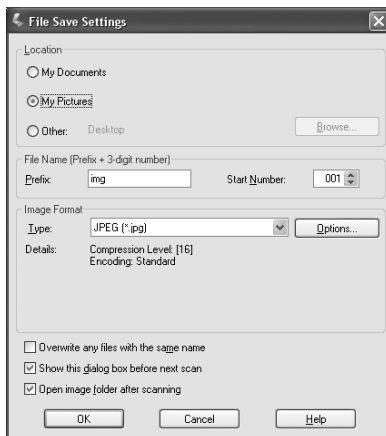 File Save Settings
Location
My Documents
My Pictures
Other: Desktop Browse...
File Name (Prefix + 3-digit number)
Prefix: img Start Number: 001
Image Format
Type: JPEG (*.jpg) Options...
Details: Compression Level: [16]
Encoding: Standard
Overwrite any files with the same name
Show this dialog box before next scan
Open image folder after scanning
OK Cancel Help